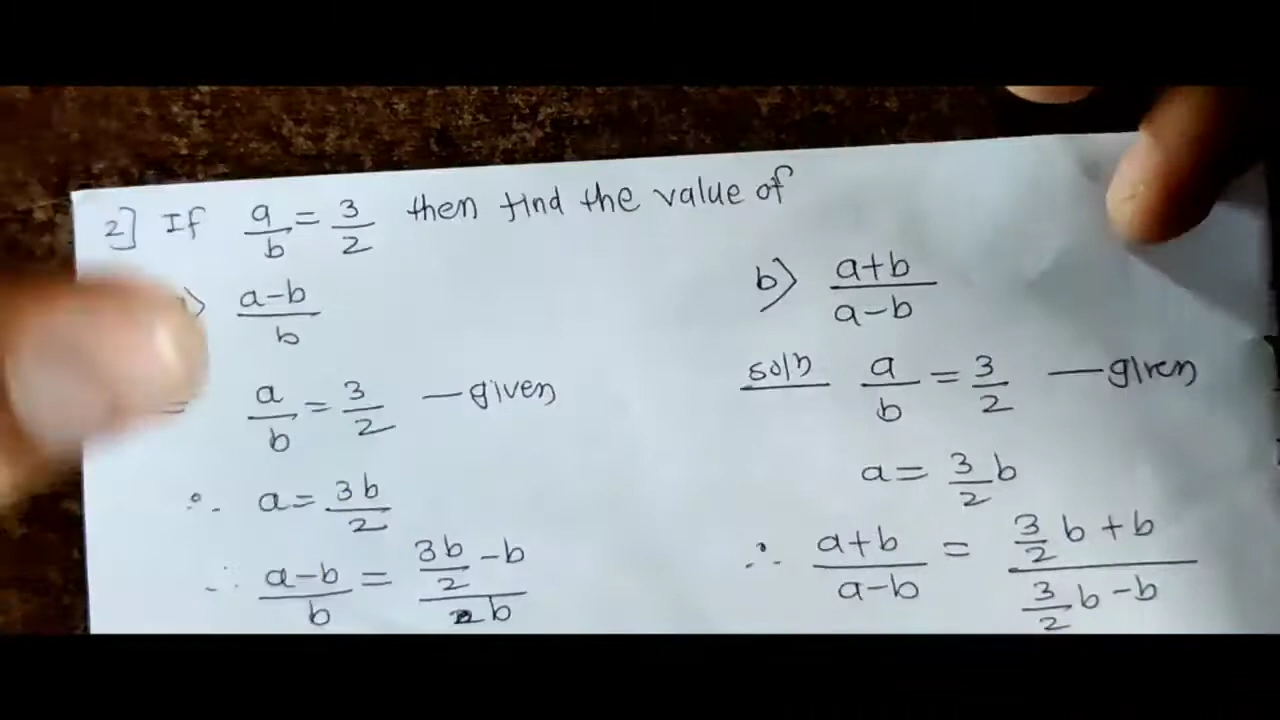 2] If a/b = 3/2 then find the value of
a-b/b
a/b = 3/2 — given
∴ a = 3b/2
∴ a-b/b = 3b/2 - b / b
b) a+b/a-b
soln a/b = 3/2 — given
a = 3/2 b
∴ a+b/a-b = 3/2 b + b / 3/2 b - b